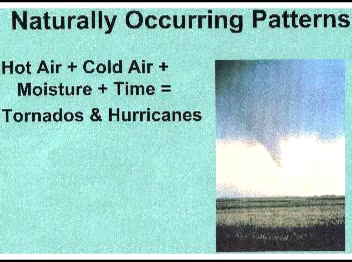 Naturally Occurring Patterns
Hot Air + Cold Air +
Moisture + Time =
Tornados & Hurricanes